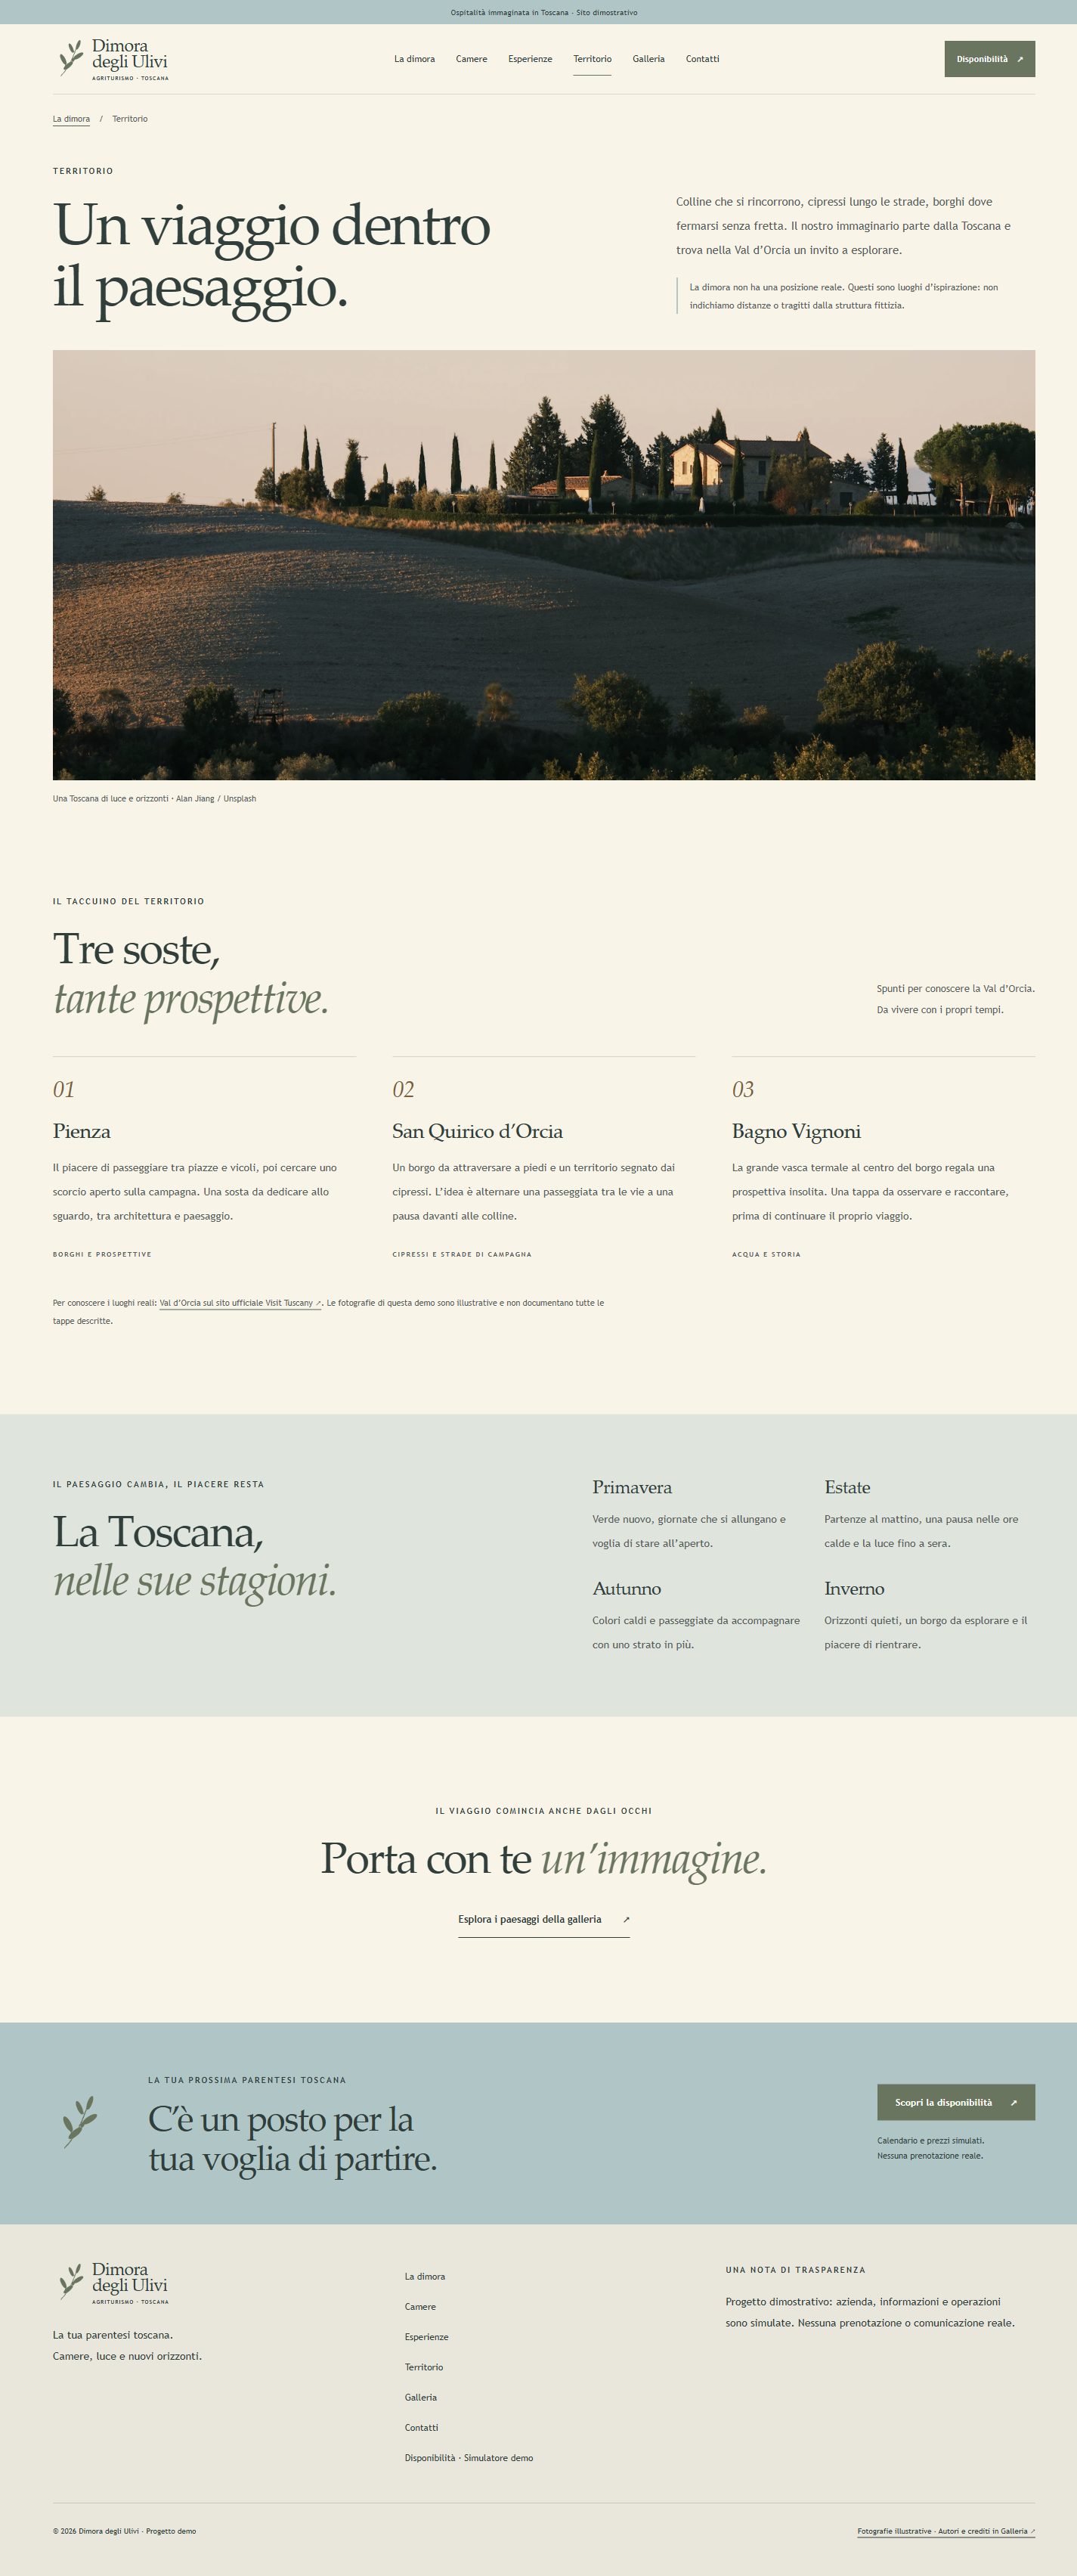 Ospitalità immaginata in Toscana · Sito dimostrativo
Dimora
degli Ulivi
AGRITURISMO · TOSCANA
La dimora
Camere
Esperienze
Territorio
Galleria
Contatti
Disponibilità ↗
La dimora / Territorio
TERRITORIO
Un viaggio dentro
il paesaggio.
Colline che si rincorrono, cipressi lungo le strade, borghi dove
fermarsi senza fretta. Il nostro immaginario parte dalla Toscana e
trova nella Val d’Orcia un invito a esplorare.
La dimora non ha una posizione reale. Questi sono luoghi d’ispirazione: non
indichiamo distanze o tragitti dalla struttura fittizia.
Una Toscana di luce e orizzonti · Alan Jiang / Unsplash
IL TACCUINO DEL TERRITORIO
Tre soste,
tante prospettive.
Spunti per conoscere la Val d’Orcia.
Da vivere con i propri tempi.
01
Pienza
Il piacere di passeggiare tra piazze e vicoli, poi cercare uno
scorcio aperto sulla campagna. Una sosta da dedicare allo
sguardo, tra architettura e paesaggio.
BORGHI E PROSPETTIVE
02
San Quirico d’Orcia
Un borgo da attraversare a piedi e un territorio segnato dai
cipressi. L’idea è alternare una passeggiata tra le vie a una
pausa davanti alle colline.
CIPRESSI E STRADE DI CAMPAGNA
03
Bagno Vignoni
La grande vasca termale al centro del borgo regala una
prospettiva insolita. Una tappa da osservare e raccontare,
prima di continuare il proprio viaggio.
ACQUA E STORIA
Per conoscere i luoghi reali: Val d’Orcia sul sito ufficiale Visit Tuscany ↗. Le fotografie di questa demo sono illustrative e non documentano tutte le
tappe descritte.
IL PAESAGGIO CAMBIA, IL PIACERE RESTA
La Toscana,
nelle sue stagioni.
Primavera
Verde nuovo, giornate che si allungano e
voglia di stare all’aperto.
Estate
Partenze al mattino, una pausa nelle ore
calde e la luce fino a sera.
Autunno
Colori caldi e passeggiate da accompagnare
con uno strato in più.
Inverno
Orizzonti quieti, un borgo da esplorare e il
piacere di rientrare.
IL VIAGGIO COMINCIA ANCHE DAGLI OCCHI
Porta con te un’immagine.
Esplora i paesaggi della galleria ↗
LA TUA PROSSIMA PARENTESI TOSCANA
C’è un posto per la
tua voglia di partire.
Scopri la disponibilità ↗
Calendario e prezzi simulati.
Nessuna prenotazione reale.
Dimora
degli Ulivi
AGRITURISMO · TOSCANA
La tua parentesi toscana.
Camere, luce e nuovi orizzonti.
La dimora
Camere
Esperienze
Territorio
Galleria
Contatti
Disponibilità · Simulatore demo
UNA NOTA DI TRASPARENZA
Progetto dimostrativo: azienda, informazioni e operazioni
sono simulate. Nessuna prenotazione o comunicazione reale.
© 2026 Dimora degli Ulivi · Progetto demo
Fotografie illustrative · Autori e crediti in Galleria ↗